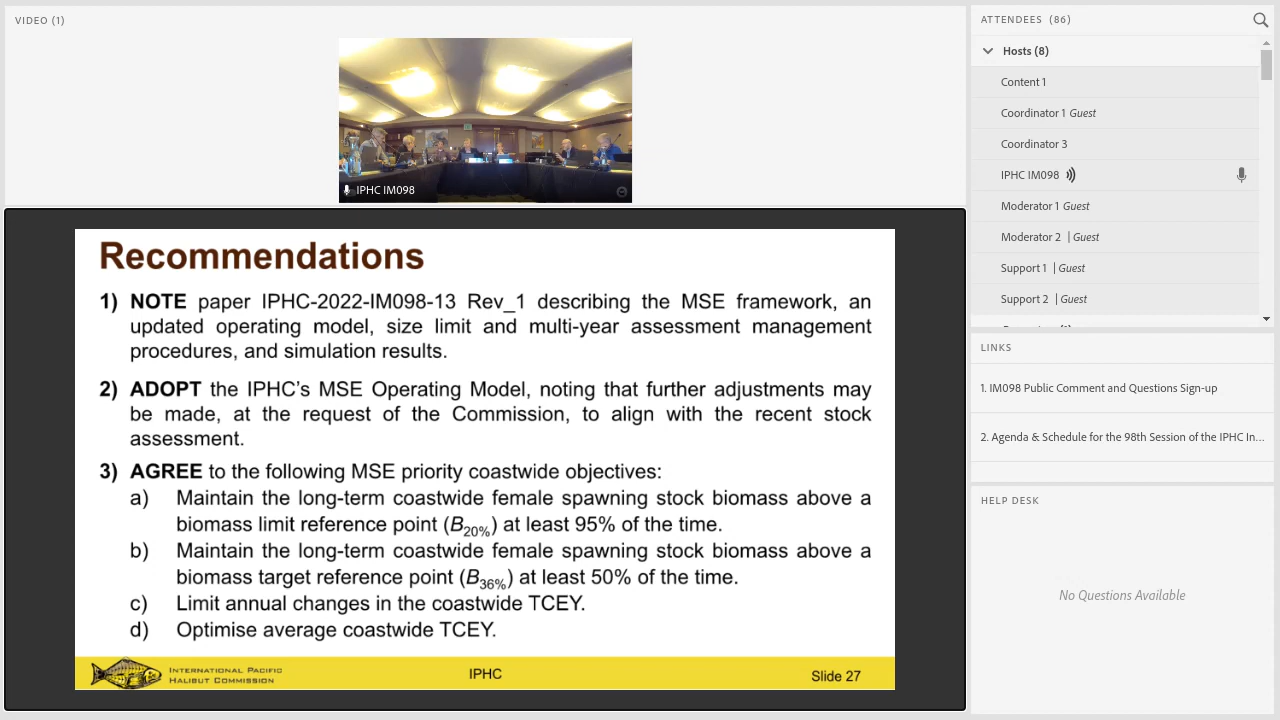 VIDEO (1)
IPHC IM098
Recommendations
1) NOTE paper IPHC-2022-IM098-13 Rev_1 describing the MSE framework, an
updated operating model, size limit and multi-year assessment management
procedures, and simulation results.
2) ADOPT the IPHC's MSE Operating Model, noting that further adjustments may
be made, at the request of the Commission, to align with the recent stock
assessment.
3) AGREE to the following MSE priority coastwide objectives:
a) Maintain the long-term coastwide female spawning stock biomass above a
biomass limit reference point (B20%) at least 95% of the time.
b) Maintain the long-term coastwide female spawning stock biomass above a
biomass target reference point (B36%) at least 50% of the time.
c) Limit annual changes in the coastwide TCEY.
d) Optimise average coastwide TCEY.
INTERNATIONAL PACIFIC
HALIBUT COMMISSION
IPHC
Slide 27
ATTENDEES (86)
Hosts (8)
Content 1
Coordinator 1 Guest
Coordinator 3
IPHC IM098
Moderator 1 Guest
Moderator 2 | Guest
Support 1 | Guest
Support 2 | Guest
LINKS
1. IM098 Public Comment and Questions Sign-up
2. Agenda & Schedule for the 98th Session of the IPHC In...
HELP DESK
No Questions Available